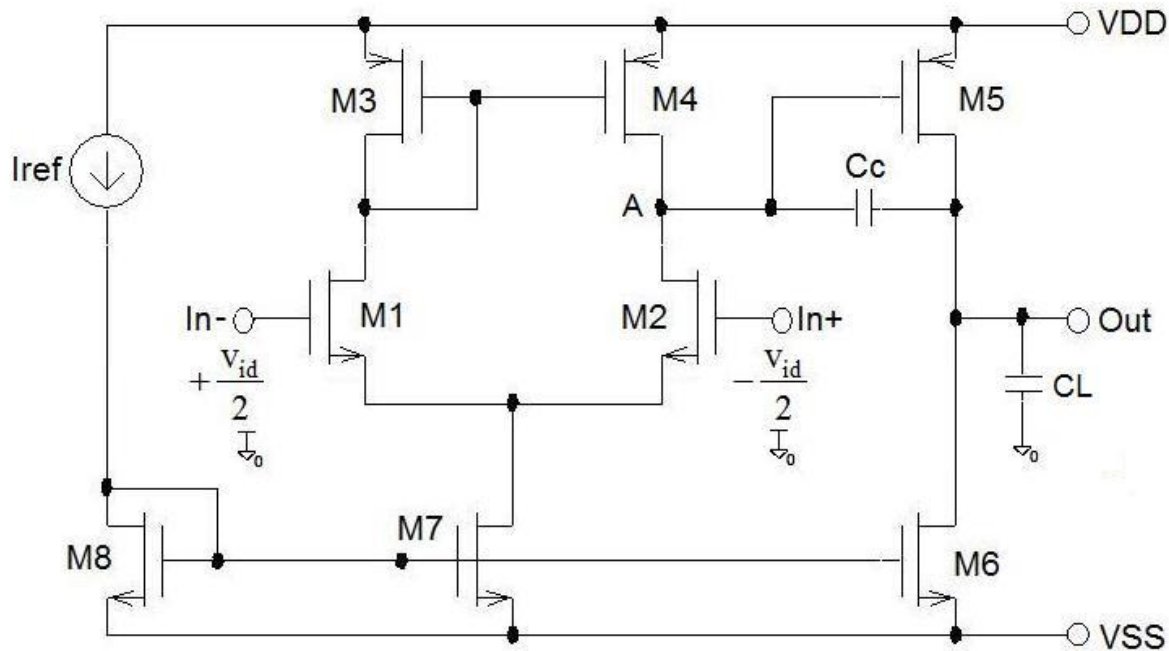 VDD
M3
M4
M5
Iref
Cc
A
M1
M2
In-
In+
Out
+ v_id/2
- v_id/2
CL
0
0
0
M8
M7
M6
VSS